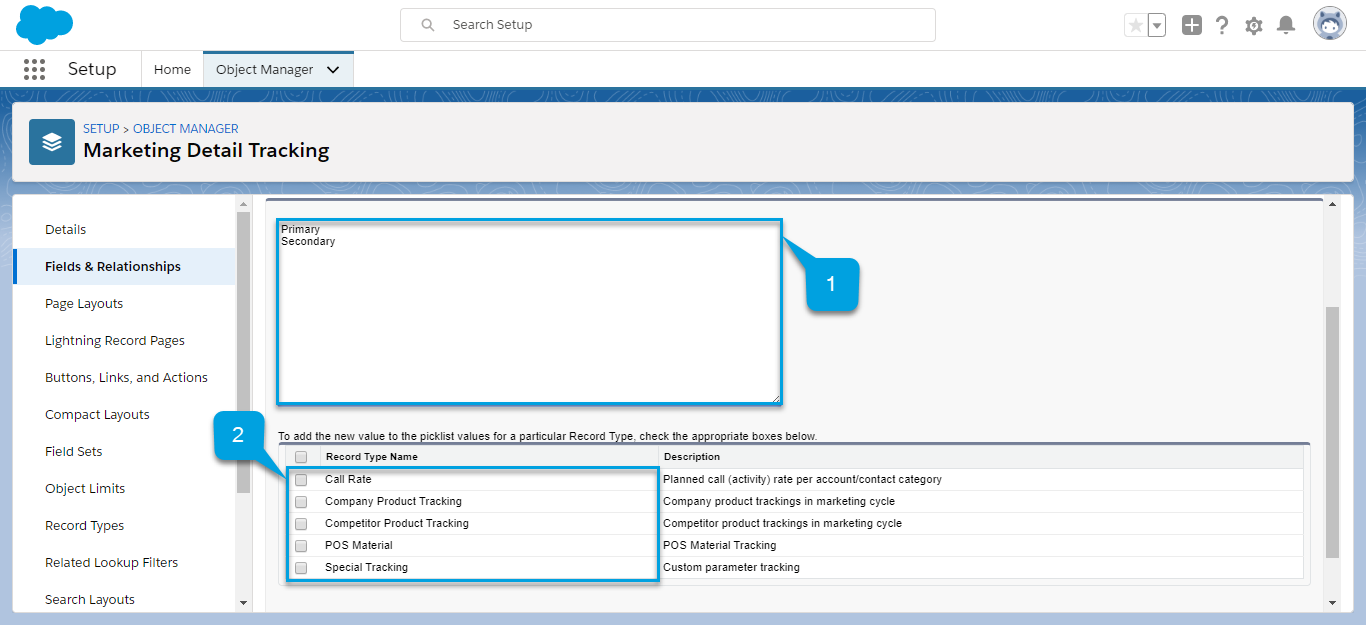 Search Setup
Setup
Home
Object Manager
SETUP > OBJECT MANAGER
Marketing Detail Tracking
Details
Fields & Relationships
Page Layouts
Lightning Record Pages
Buttons, Links, and Actions
Compact Layouts
Field Sets
Object Limits
Record Types
Related Lookup Filters
Search Layouts
Primary
Secondary
1
2
To add the new value to the picklist values for a particular Record Type, check the appropriate boxes below.
Record Type Name Description
Call Rate Planned call (activity) rate per account/contact category
Company Product Tracking Company product trackings in marketing cycle
Competitor Product Tracking Competitor product trackings in marketing cycle
POS Material POS Material Tracking
Special Tracking Custom parameter tracking